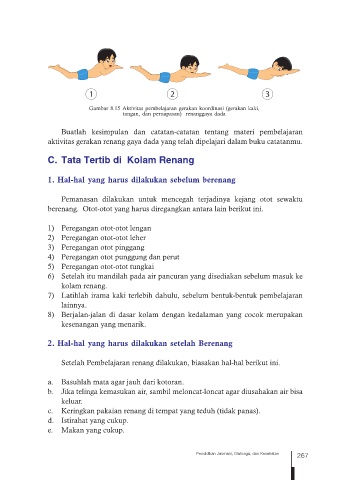 1 2 3
Gambar 8.15 Aktivitas pembelajaran gerakan koordinasi (gerakan kaki,
tangan, dan pernapasan) renanggaya dada
Buatlah kesimpulan dan catatan-catatan tentang materi pembelajaran
aktivitas gerakan renang gaya dada yang telah dipelajari dalam buku catatanmu.
C. Tata Tertib di Kolam Renang
1. Hal-hal yang harus dilakukan sebelum berenang
Pemanasan dilakukan untuk mencegah terjadinya kejang otot sewaktu
berenang. Otot-otot yang harus diregangkan antara lain berikut ini.
1) Peregangan otot-otot lengan
2) Peregangan otot-otot leher
3) Peregangan otot pinggang
4) Peregangan otot punggung dan perut
5) Peregangan otot-otot tungkai
6) Setelah itu mandilah pada air pancuran yang disediakan sebelum masuk ke
kolam renang.
7) Latihlah irama kaki terlebih dahulu, sebelum bentuk-bentuk pembelajaran
lainnya.
8) Berjalan-jalan di dasar kolam dengan kedalaman yang cocok merupakan
kesenangan yang menarik.
2. Hal-hal yang harus dilakukan setelah Berenang
Setelah Pembelajaran renang dilakukan, biasakan hal-hal berikut ini.
a. Basuhlah mata agar jauh dari kotoran.
b. Jika telinga kemasukan air, sambil meloncat-loncat agar diusahakan air bisa
keluar.
c. Keringkan pakaian renang di tempat yang teduh (tidak panas).
d. Istirahat yang cukup.
e. Makan yang cukup.
Pendidikan Jasmani, Olahraga, dan Kesehatan 267